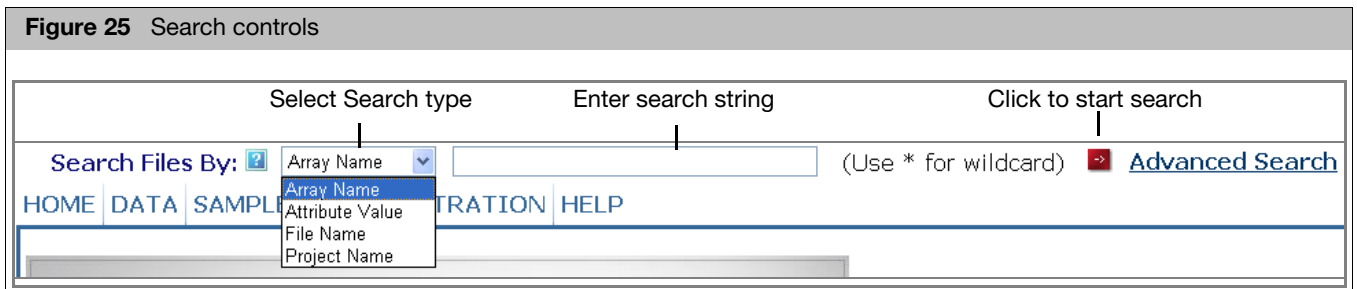 Figure 25 Search controls
Select Search type Enter search string Click to start search
Search Files By: ? Array Name (Use * for wildcard) Advanced Search
Array Name
HOME DATA SAMPL TRATION HELP
Attribute Value
File Name
Project Name